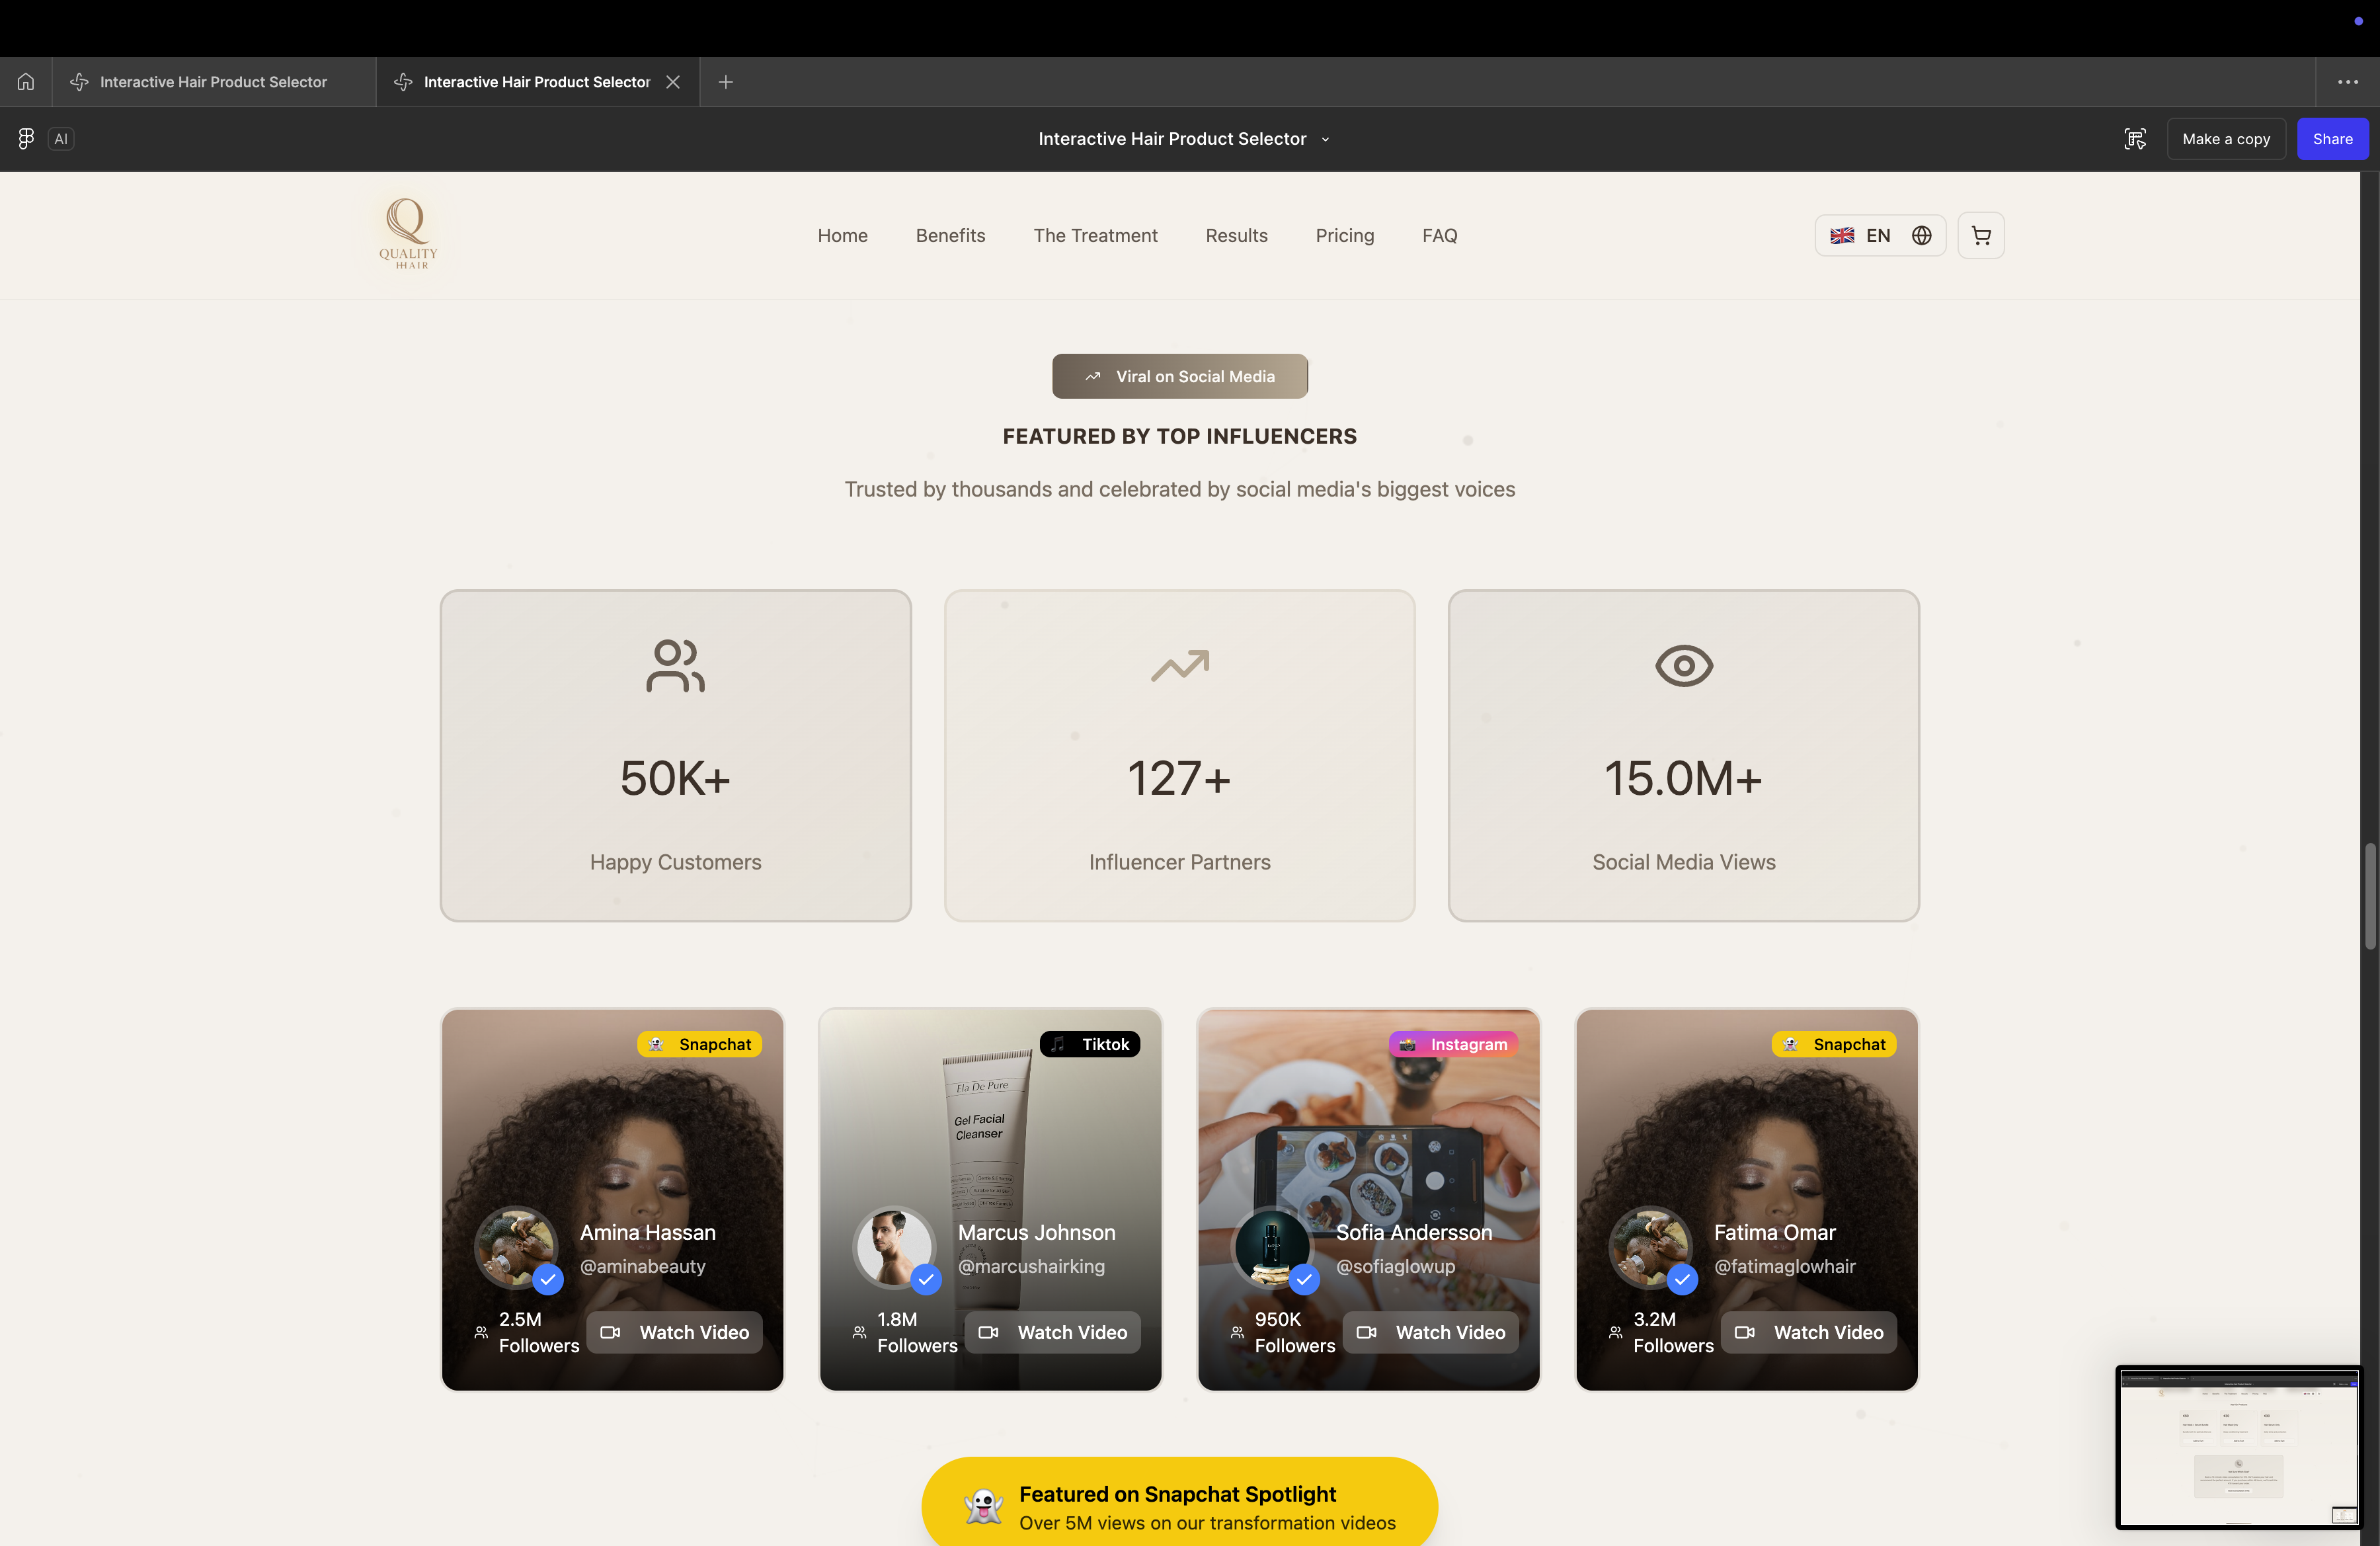 Interactive Hair Product Selector
Interactive Hair Product Selector
AI
Interactive Hair Product Selector
Make a copy
Share
QUALITY
HHAIR
Home
Benefits
The Treatment
Results
Pricing
FAQ
EN
Viral on Social Media
FEATURED BY TOP INFLUENCERS
Trusted by thousands and celebrated by social media's biggest voices
50K+
Happy Customers
127+
Influencer Partners
15.0M+
Social Media Views
Snapchat
Amina Hassan
@aminabeauty
2.5M
Followers
Watch Video
Tiktok
Ela De Pure
Gel Facial
Cleanser
Marcus Johnson
@marcushairking
1.8M
Followers
Watch Video
Instagram
Sofia Andersson
@sofiaglowup
950K
Followers
Watch Video
Snapchat
Fatima Omar
@fatimaglowhair
3.2M
Followers
Watch Video
Featured on Snapchat Spotlight
Over 5M views on our transformation videos